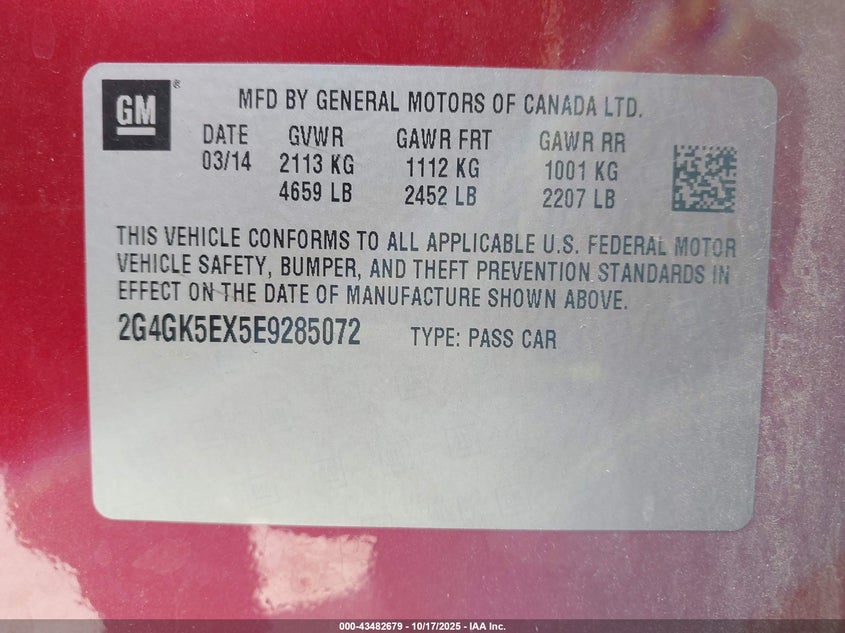 GM®
MFD BY GENERAL MOTORS OF CANADA LTD.
DATE GVWR GAWR FRT GAWR RR
03/14 2113 KG 1112 KG 1001 KG
4659 LB 2452 LB 2207 LB
THIS VEHICLE CONFORMS TO ALL APPLICABLE U.S. FEDERAL MOTOR
VEHICLE SAFETY, BUMPER, AND THEFT PREVENTION STANDARDS IN
EFFECT ON THE DATE OF MANUFACTURE SHOWN ABOVE.
2G4GK5EX5E9285072 TYPE: PASS CAR
000-43482679 - 10/17/2025 - IAA Inc.